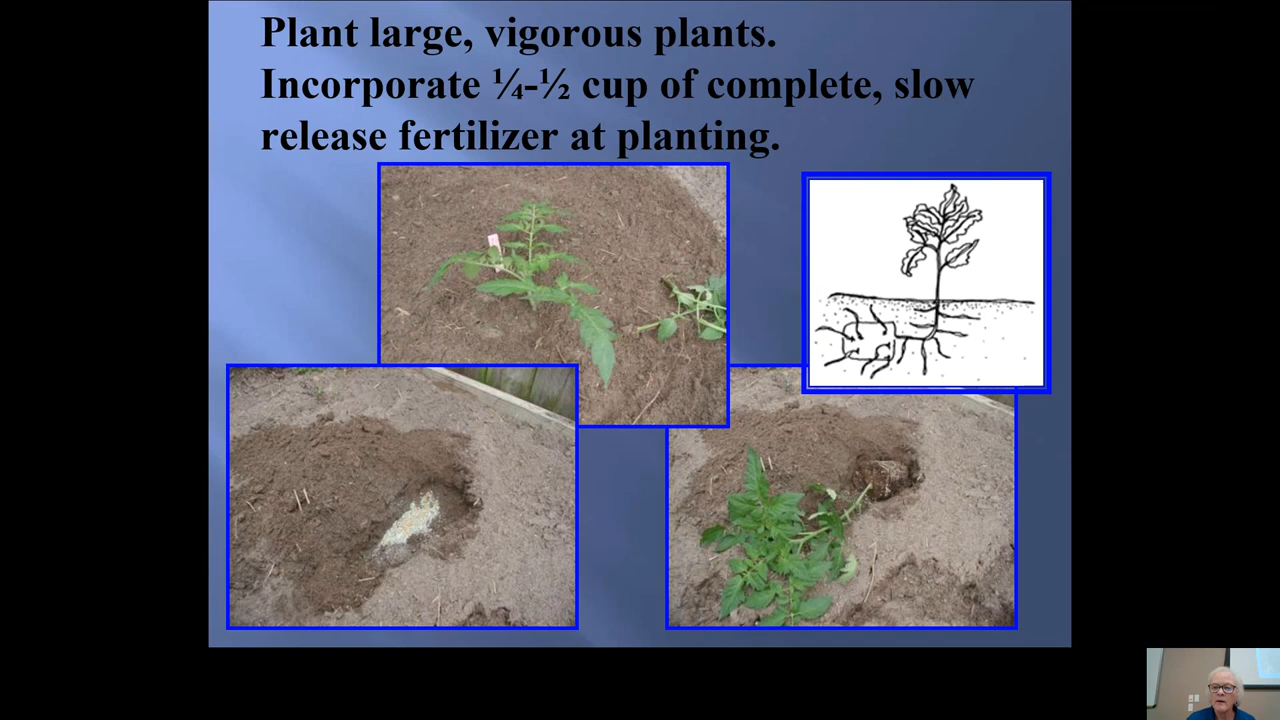 Plant large, vigorous plants.
Incorporate ¼-½ cup of complete, slow
release fertilizer at planting.